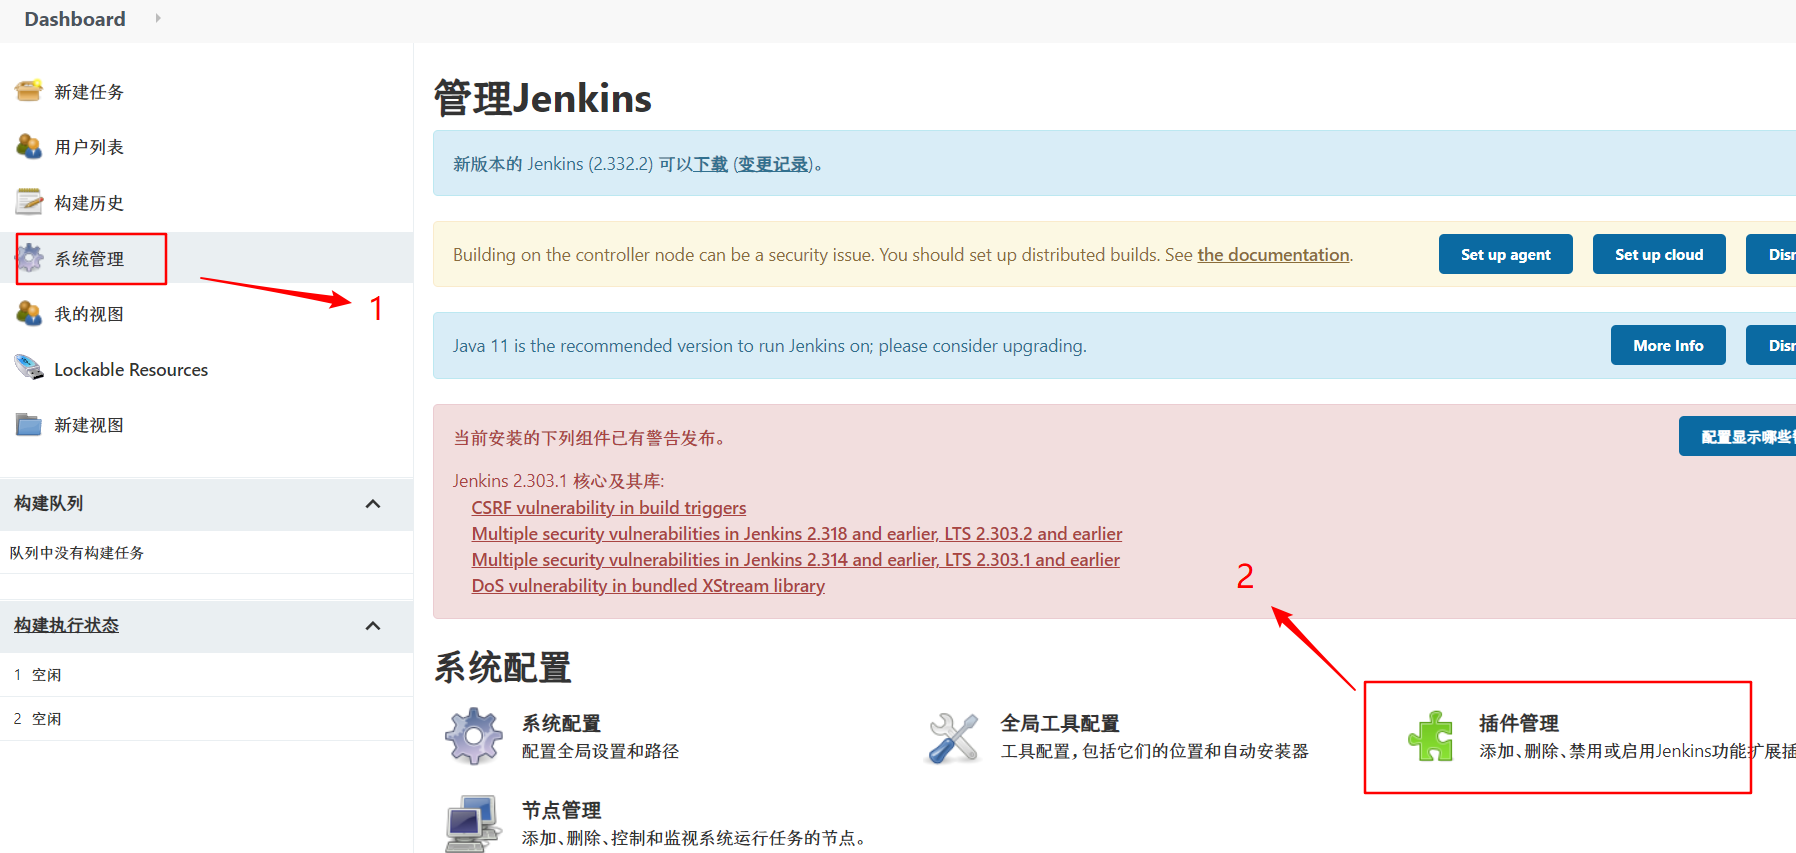 Dashboard
新建任务
用户列表
构建历史
系统管理
1
我的视图
Lockable Resources
新建视图
构建队列
队列中没有构建任务
构建执行状态
1 空闲
2 空闲
管理Jenkins
新版本的 Jenkins (2.332.2) 可以下载 (变更记录)。
Building on the controller node can be a security issue. You should set up distributed builds. See the documentation.
Set up agent
Set up cloud
Java 11 is the recommended version to run Jenkins on; please consider upgrading.
More Info
当前安装的下列组件已有警告发布。
配置显示哪些
Jenkins 2.303.1 核心及其库:
CSRF vulnerability in build triggers
Multiple security vulnerabilities in Jenkins 2.318 and earlier, LTS 2.303.2 and earlier
Multiple security vulnerabilities in Jenkins 2.314 and earlier, LTS 2.303.1 and earlier
DoS vulnerability in bundled XStream library
2
系统配置
系统配置
配置全局设置和路径
全局工具配置
工具配置，包括它们的位置和自动安装器
插件管理
添加、删除、禁用或启用Jenkins功能扩展插
节点管理
添加、删除、控制和监视系统运行任务的节点。